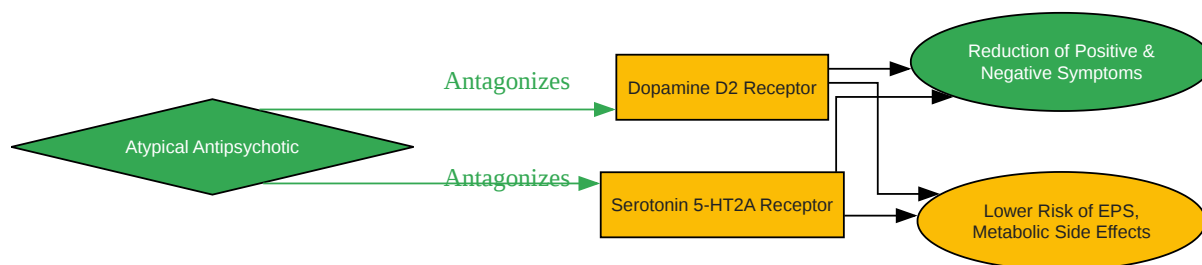 Atypical Antipsychotic
Antagonizes
Antagonizes
Dopamine D2 Receptor
Serotonin 5-HT2A Receptor
Reduction of Positive &
Negative Symptoms
Lower Risk of EPS,
Metabolic Side Effects